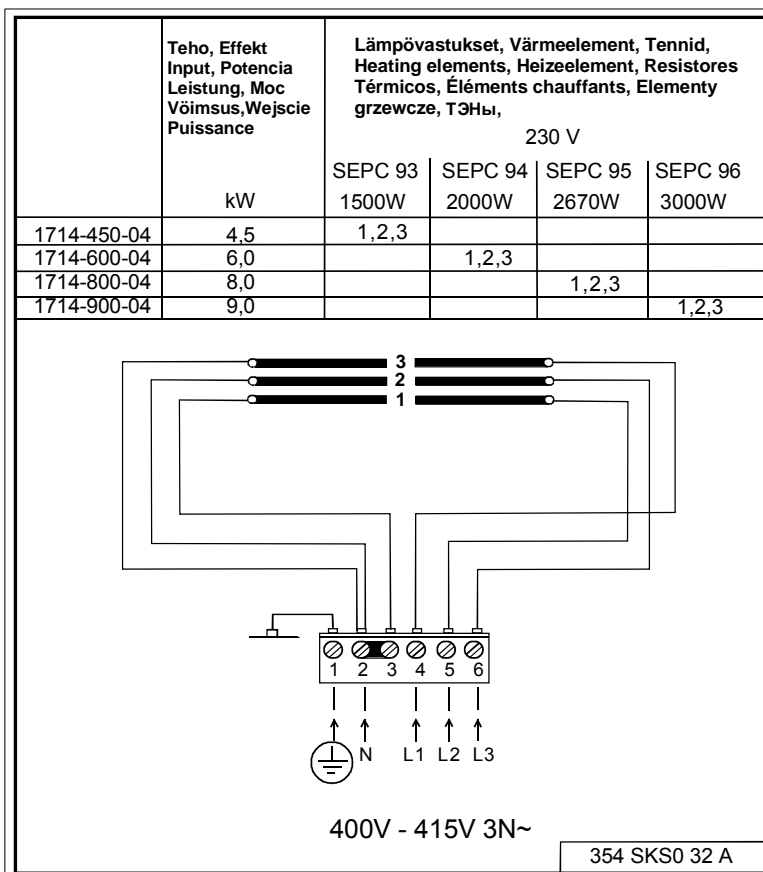 Teho, Effekt
Input, Potencia
Leistung, Moc
Vöimsus,Wejscie
Puissance
kW
Lämpövastukset, Värmeelement, Tennid,
Heating elements, Heizeelement, Resistores
Térmicos, Éléments chauffants, Elementy
grzewcze, ТЭНы,
230 V
SEPC 93 SEPC 94 SEPC 95 SEPC 96
1500W 2000W 2670W 3000W
1714-450-04 4,5 1,2,3
1714-600-04 6,0 1,2,3
1714-800-04 8,0 1,2,3
1714-900-04 9,0 1,2,3
3
2
1
1 2 3 4 5 6
N L1 L2 L3
400V - 415V 3N~
354 SKS0 32 A